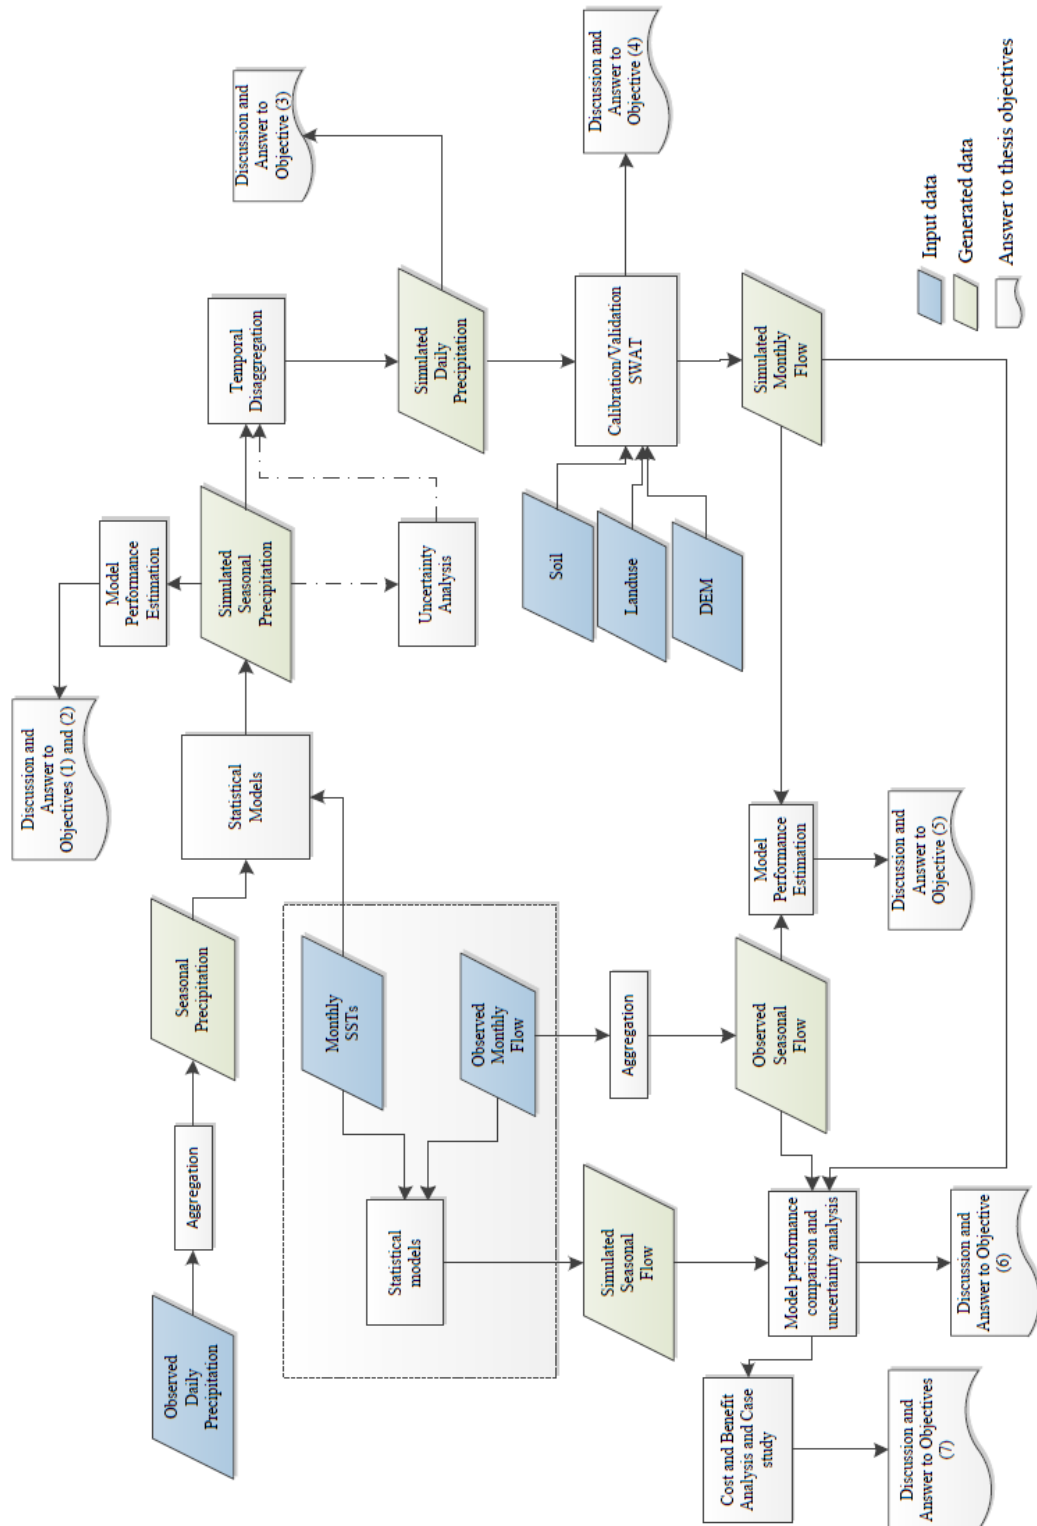 Observed
Daily
Precipitation
Aggregation
Seasonal
Precipitation
Statistical
Models
Simulated
Seasonal
Precipitation
Model
Performance
Estimation
Discussion and
Answer to
Objectives (1) and (2)
Uncertainty
Analysis
Temporal
Disaggregation
Simulated
Daily
Precipitation
Discussion and
Answer to
Objective (3)
Monthly
SSTs
Observed
Monthly
Flow
Statistical
models
Soil
Landuse
DEM
Calibration/Validation
SWAT
Discussion and
Answer to
Objective (4)
Simulated
Monthly
Flow
Aggregation
Observed
Seasonal
Flow
Model
Performance
Estimation
Discussion and
Answer to
Objective (5)
Simulated
Seasonal
Flow
Model performance
comparison and
uncertainty analysis
Discussion and
Answer to Objective
(6)
Cost and Benefit
Analysis and Case
study
Discussion and
Answer to Objectives
(7)
Input data
Generated data
Answer to thesis objectives